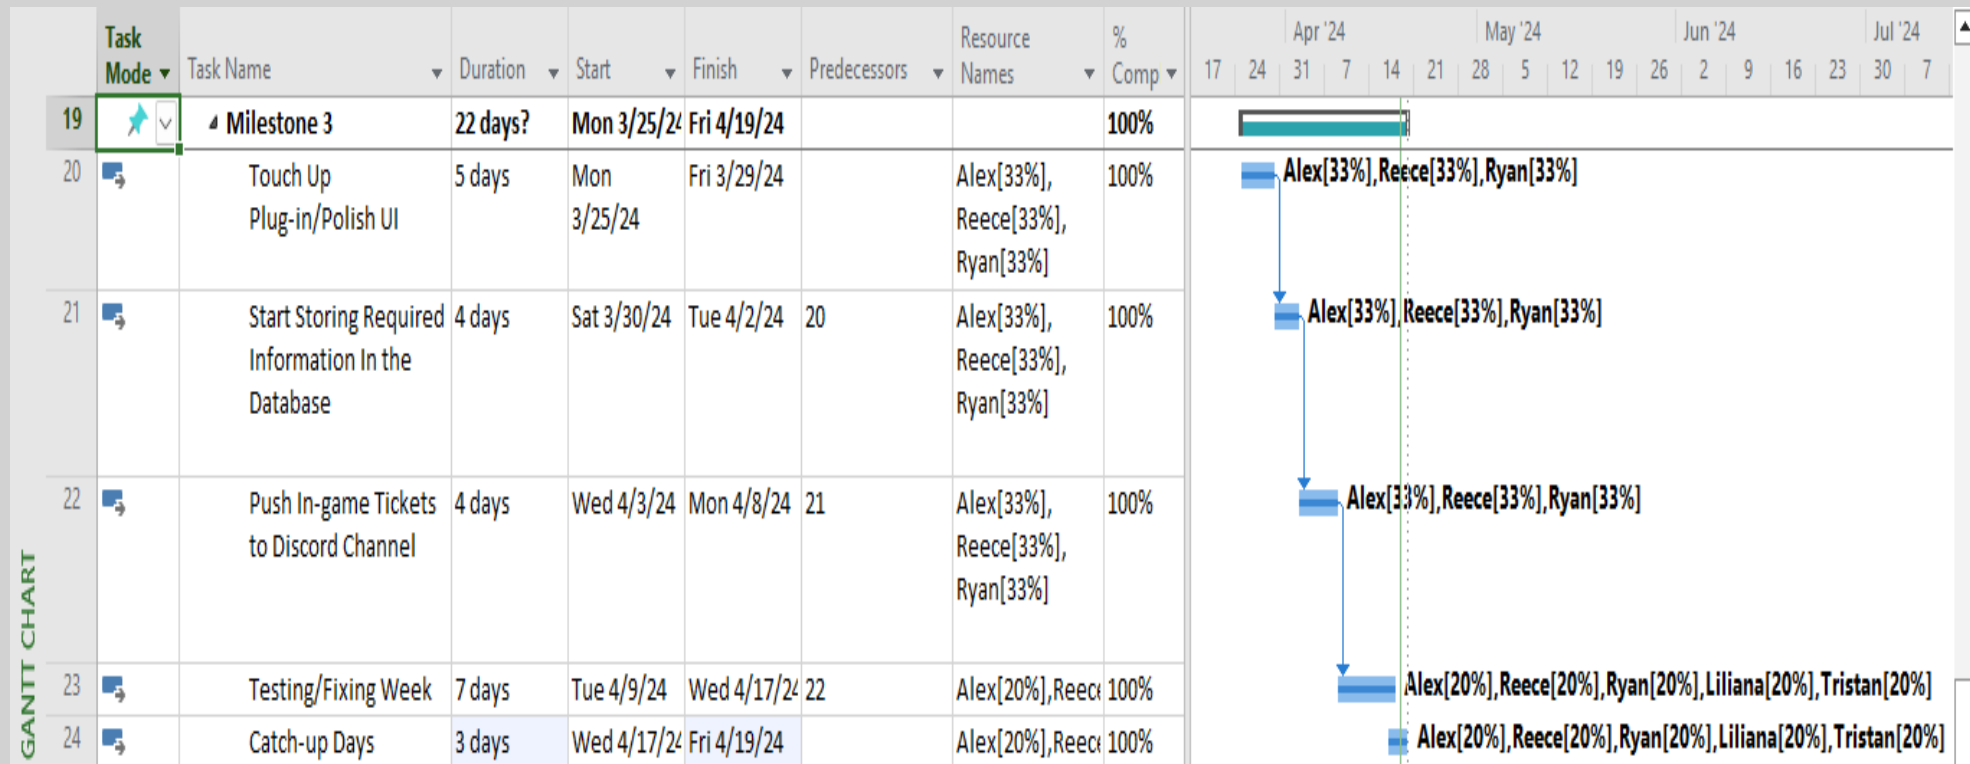 Task
Mode
Task Name
Duration
Start
Finish
Predecessors
Resource
Names
%
Comp
Apr '24
May '24
Jun '24
Jul '24
17 24 31 7 14 21 28 5 12 19 26 2 9 16 23 30 7
19 Milestone 3 22 days? Mon 3/25/24 Fri 4/19/24 100%
20 Touch Up 5 days Mon Fri 3/29/24 Alex[33%], 100% Alex[33%],Reece[33%],Ryan[33%]
Plug-in/Polish UI 3/25/24 Reece[33%],
Ryan[33%]
21 Start Storing Required 4 days Sat 3/30/24 Tue 4/2/24 20 Alex[33%], 100% Alex[33%],Reece[33%],Ryan[33%]
Information In the Reece[33%],
Database Ryan[33%]
22 Push In-game Tickets 4 days Wed 4/3/24 Mon 4/8/24 21 Alex[33%], 100% Alex[33%],Reece[33%],Ryan[33%]
to Discord Channel Reece[33%],
Ryan[33%]
23 Testing/Fixing Week 7 days Tue 4/9/24 Wed 4/17/24 22 Alex[20%],Reece 100% Alex[20%],Reece[20%],Ryan[20%],Liliana[20%],Tristan[20%]
24 Catch-up Days 3 days Wed 4/17/24 Fri 4/19/24 Alex[20%],Reece 100% Alex[20%],Reece[20%],Ryan[20%],Liliana[20%],Tristan[20%]
GANTT CHART